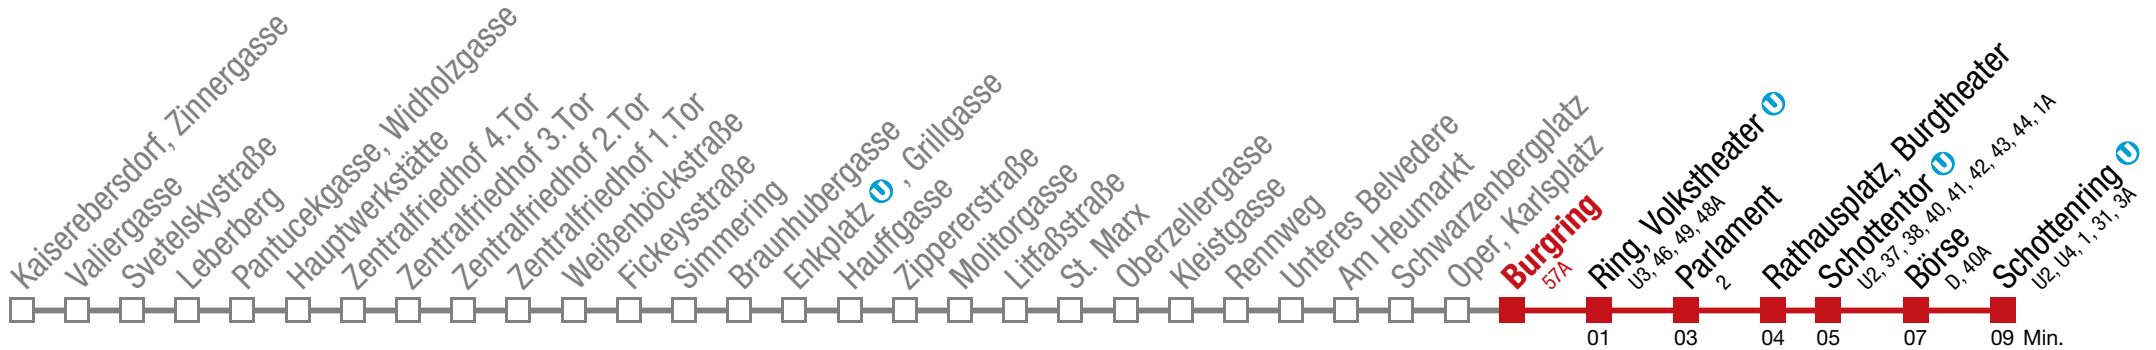 Kaiserebersdorf, Zinnergasse
Valiergasse
Svetelskystraße
Leberberg
Pantucekgasse, Widholzgasse
Hauptwerkstätte
Zentralfriedhof 4.Tor
Zentralfriedhof 3.Tor
Zentralfriedhof 2.Tor
Zentralfriedhof 1.Tor
Weißenböckstraße
Fickeysstraße
Simmering
Braunhubergasse
Enkplatz U , Grillgasse
Hauffgasse
Zippererstraße
Molitorgasse
Litfaßstraße
St. Marx
Oberzellergasse
Kleistgasse
Rennweg
Unteres Belvedere
Am Heumarkt
Schwarzenbergplatz
Oper, Karlsplatz
Burgring
57A
Ring, Volkstheater U
U3, 46, 49, 48A
Parlament
2
Rathausplatz, Burgtheater
Schottentor U
U2, 37, 38, 40, 41, 42, 43, 44, 1A
Börse
D, 40A
Schottenring U
U2, U4, 1, 31, 3A
01 03 04 05 07 09 Min.